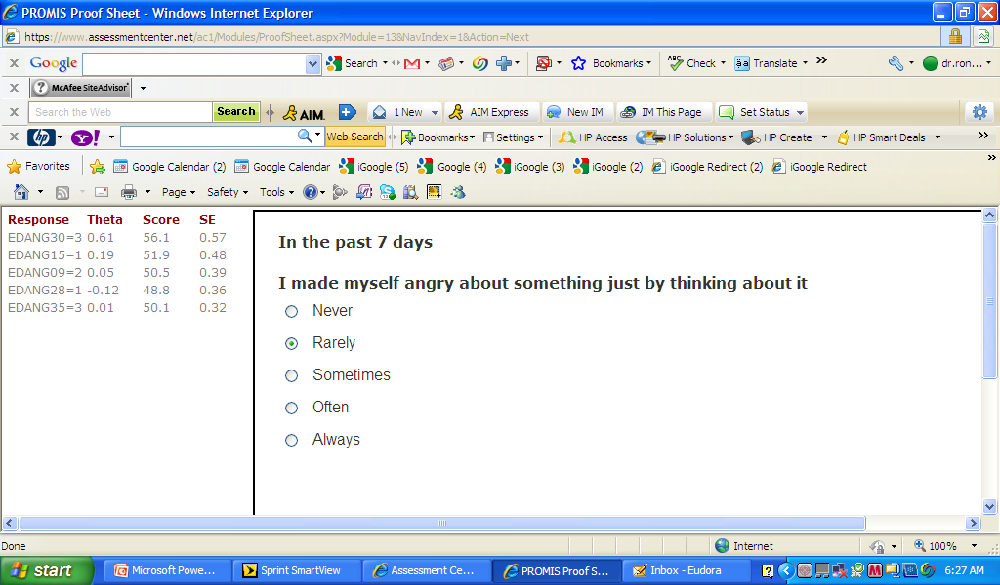 PROMIS Proof Sheet - Windows Internet Explorer
https://www.assessmentcenter.net/ac1/Modules/ProofSheet.aspx?Module=13&NavIndex=1&Action=Next
X Google Search Bookmarks ABC Check Translate » dr.ron...
X ? McAfee SiteAdvisor
X Search the Web Search AIM. 1 New AIM Express New IM IM This Page Set Status
X hp Y! Web Search Bookmarks Settings HP Access HP Solutions HP Create HP Smart Deals »
Favorites Google Calendar (2) Google Calendar iGoogle (5) iGoogle (4) iGoogle (3) iGoogle (2) iGoogle Redirect (2) iGoogle Redirect »
Page Safety Tools
Response Theta Score SE
EDANG30=3 0.61 56.1 0.57
EDANG15=1 0.19 51.9 0.48
EDANG09=2 0.05 50.5 0.39
EDANG28=1 -0.12 48.8 0.36
EDANG35=3 0.01 50.1 0.32
In the past 7 days
I made myself angry about something just by thinking about it
Never
Rarely
Sometimes
Often
Always
Done Internet 100%
start Microsoft Powe... Sprint SmartView Assessment Ce... PROMIS Proof S... Inbox - Eudora 6:27 AM